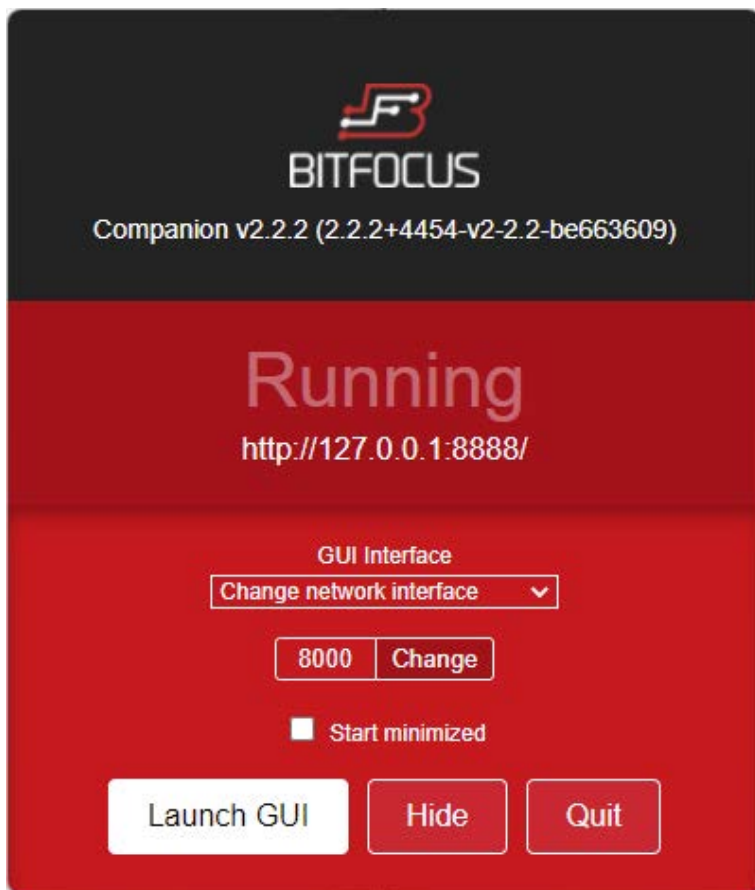 BITFOCUS
Companion v2.2.2 (2.2.2+4454-v2-2.2-be663609)
Running
http://127.0.0.1:8888/
GUI Interface
Change network interface
8000 Change
Start minimized
Launch GUI Hide Quit